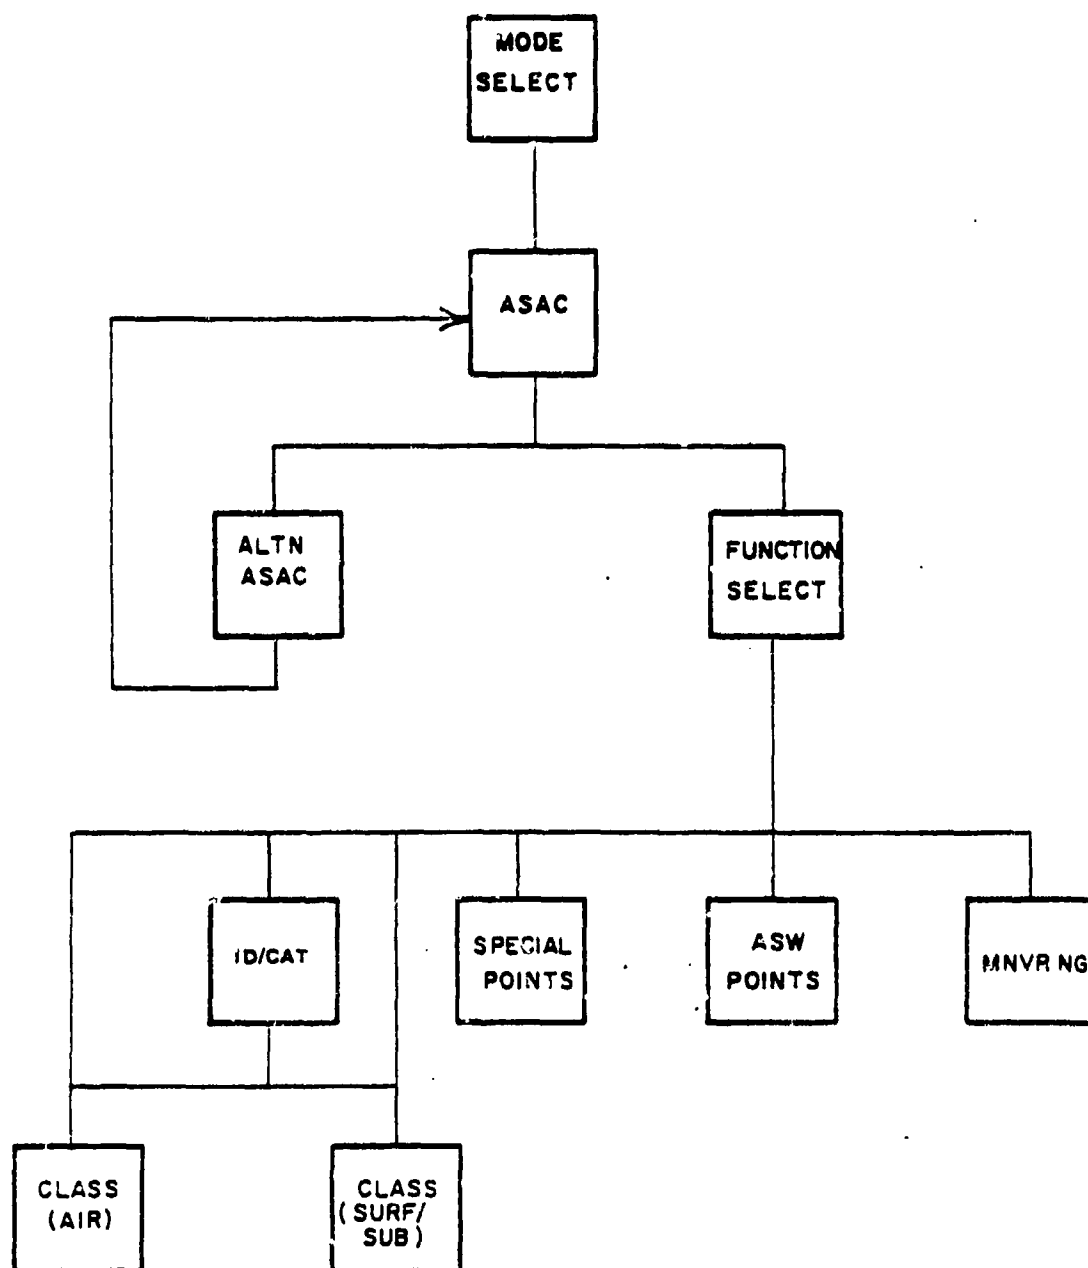 MODE
SELECT
ASAC
ALTN
ASAC
FUNCTION
SELECT
ID/CAT
SPECIAL
POINTS
ASW
POINTS
MNVR NG
CLASS
(AIR)
CLASS
(SURF/
SUB)